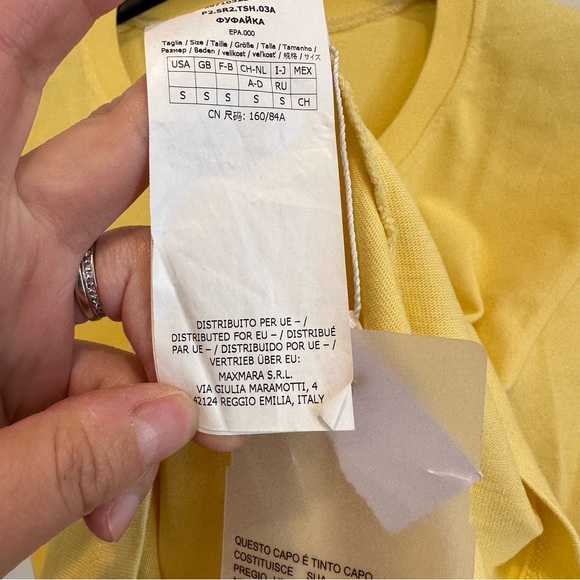 P2.SR2.TSH.03A
ФУФАЙКА
EPA.000
Taglia / Size / Taille / Größe / Talla / Tamanho /
Размер / Beden / velikost / veľkosť / 规格 / サイズ
USA GB F-B CH-NL I-J MEX
A-D RU
S S S S S CH
CN 尺码: 160/84A
DISTRIBUITO PER UE – /
DISTRIBUTED FOR EU – / DISTRIBUÉ
PAR UE – / DISTRIBUIDO POR UE – /
VERTRIEB ÜBER EU:
MAXMARA S.R.L.
VIA GIULIA MARAMOTTI, 4
42124 REGGIO EMILIA, ITALY
QUESTO CAPO È TINTO CAPO
COSTITUISCE SUA
PREGIO